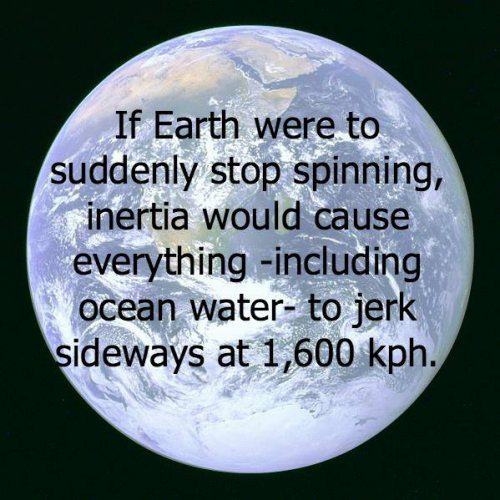 If Earth were to
suddenly stop spinning,
inertia would cause
everything -including
ocean water- to jerk
sideways at 1,600 kph.